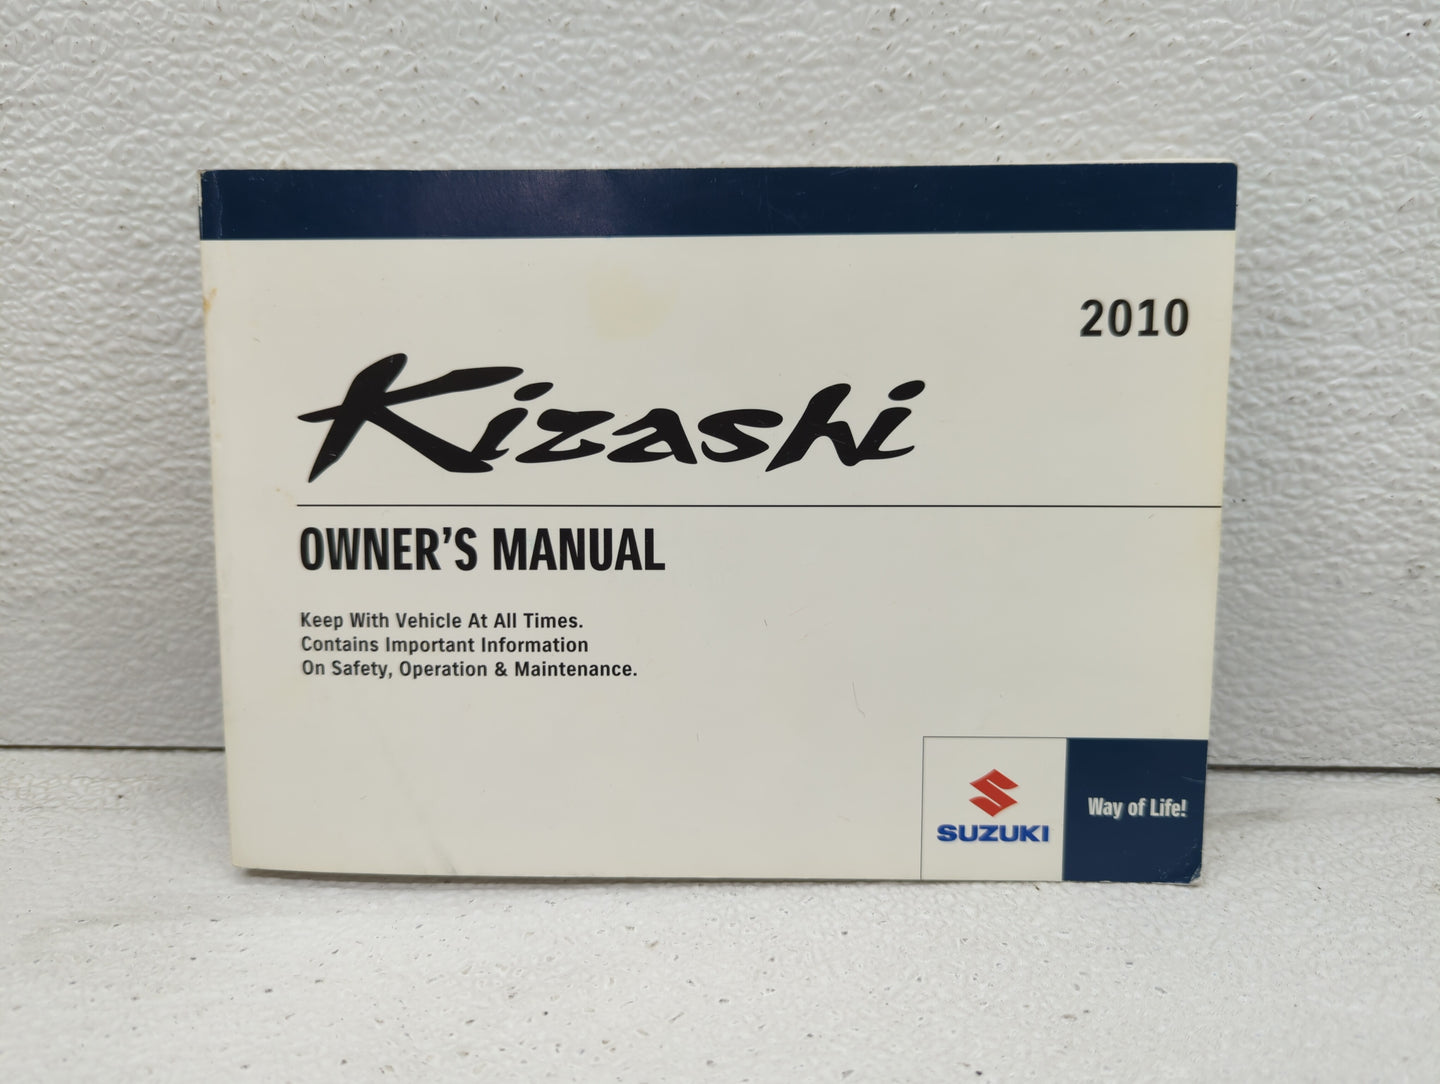 2010
Kizashi
OWNER'S MANUAL
Keep With Vehicle At All Times.
Contains Important Information
On Safety, Operation & Maintenance.
SUZUKI
Way of Life!